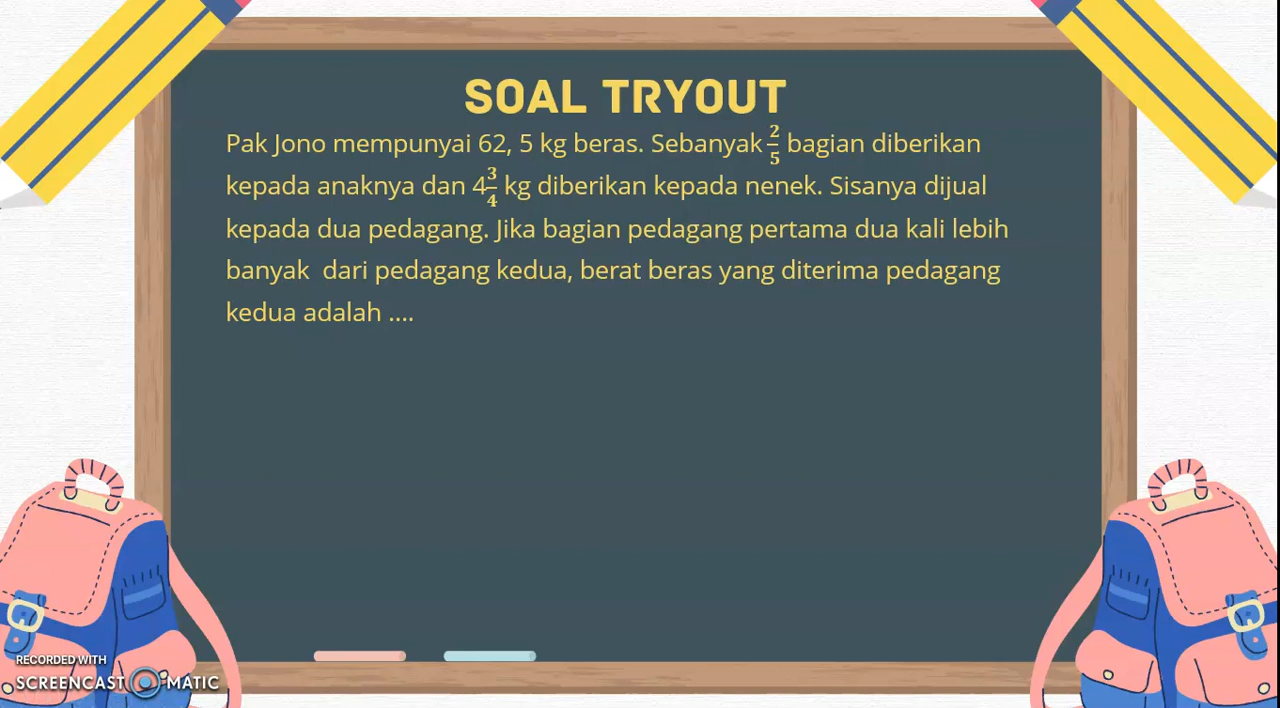 SOAL TRYOUT
Pak Jono mempunyai 62, 5 kg beras. Sebanyak 2/5 bagian diberikan
kepada anaknya dan 4 3/4 kg diberikan kepada nenek. Sisanya dijual
kepada dua pedagang. Jika bagian pedagang pertama dua kali lebih
banyak  dari pedagang kedua, berat beras yang diterima pedagang
kedua adalah ....
RECORDED WITH
SCREENCAST MATIC